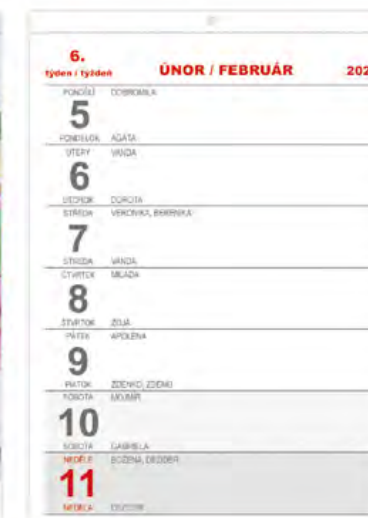 6.
týden / týždeň
ÚNOR / FEBRUÁR
202
PONDĚLÍ DOBROMILA
5
PONDELOK AGÁTA
ÚTERÝ VANDA
6
UTOROK DOROTA
STŘEDA VERONIKA, BERENIKA
7
STREDA VANDA
ČTVRTEK MILADA
8
ŠTVRTOK ZOJA
PÁTEK APOLENA
9
PIATOK ZDENKO, ZDENO
SOBOTA MOJMÍR
10
SOBOTA GABRIELA
NEDĚLE BOŽENA, DEZIDER
11
NEDEĽA DEZIDER